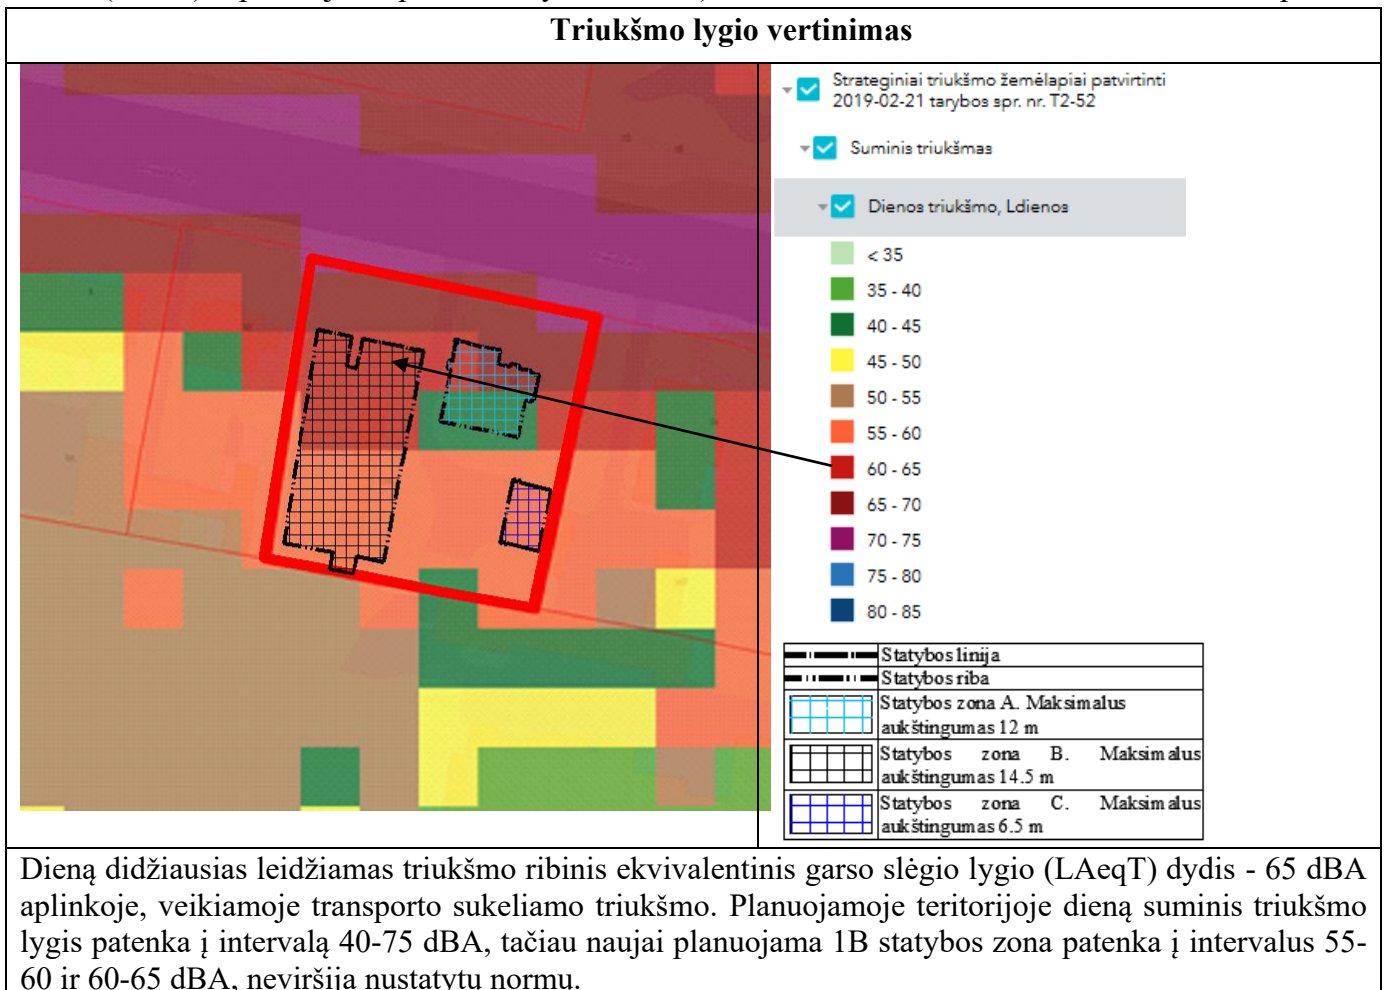 Triukšmo lygio vertinimas
Strateginiai triukšmo žemėlapiai patvirtinti
2019-02-21 tarybos spr. nr. T2-52
Suminis triukšmas
Dienos triukšmo, Ldienos
< 35
35 - 40
40 - 45
45 - 50
50 - 55
55 - 60
60 - 65
65 - 70
70 - 75
75 - 80
80 - 85
Statybos linija
Statybos riba
Statybos zona A. Maksimalus
aukštingumas 12 m
Statybos zona B. Maksimalus
aukštingumas 14.5 m
Statybos zona C. Maksimalus
aukštingumas 6.5 m
Dieną didžiausias leidžiamas triukšmo ribinis ekvivalentinis garso slėgio lygio (LAeqT) dydis - 65 dBA
aplinkoje, veikiamoje transporto sukeliamo triukšmo. Planuojamoje teritorijoje dieną suminis triukšmo
lygis patenka į intervalą 40-75 dBA, tačiau naujai planuojama 1B statybos zona patenka į intervalus 55-
60 ir 60-65 dBA, neviršija nustatytų normų.